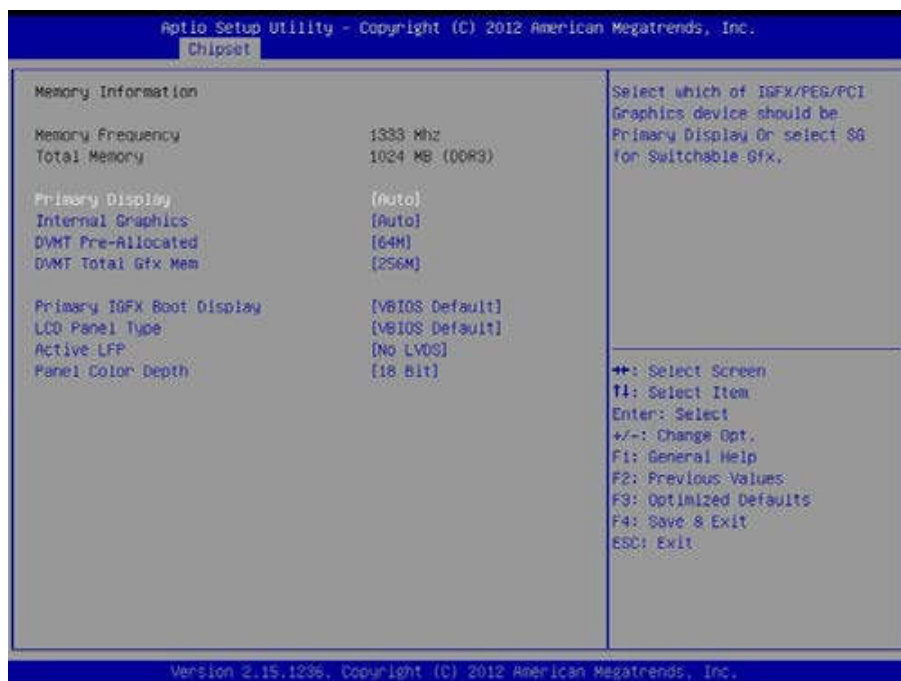 Aptio Setup Utility - Copyright (C) 2012 American Megatrends, Inc.
Chipset
Memory Information
Memory Frequency 1333 Mhz
Total Memory 1024 MB (DDR3)
Primary Display [Auto]
Internal Graphics [Auto]
DVMT Pre-Allocated [64M]
DVMT Total Gfx Mem [256M]
Primary IGFX Boot Display [VBIOS Default]
LCD Panel Type [VBIOS Default]
Active LFP [No LVDS]
Panel Color Depth [18 Bit]
Select which of IGFX/PEG/PCI
Graphics device should be
Primary Display Or select SG
for Switchable Gfx.
→←: Select Screen
↑↓: Select Item
Enter: Select
+/-: Change Opt.
F1: General Help
F2: Previous Values
F3: Optimized Defaults
F4: Save & Exit
ESC: Exit
Version 2.15.1236. Copyright (C) 2012 American Megatrends, Inc.